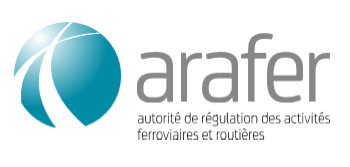 arafer
autorité de régulation des activités
ferroviaires et routières